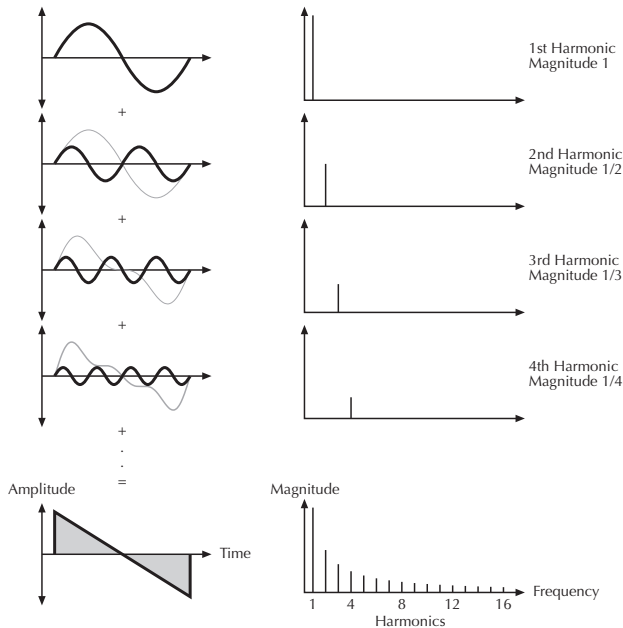 1st Harmonic
Magnitude 1
+
2nd Harmonic
Magnitude 1/2
+
3rd Harmonic
Magnitude 1/3
+
4th Harmonic
Magnitude 1/4
+
.
.
=
Amplitude
Time
Magnitude
Frequency
1 4 8 12 16
Harmonics